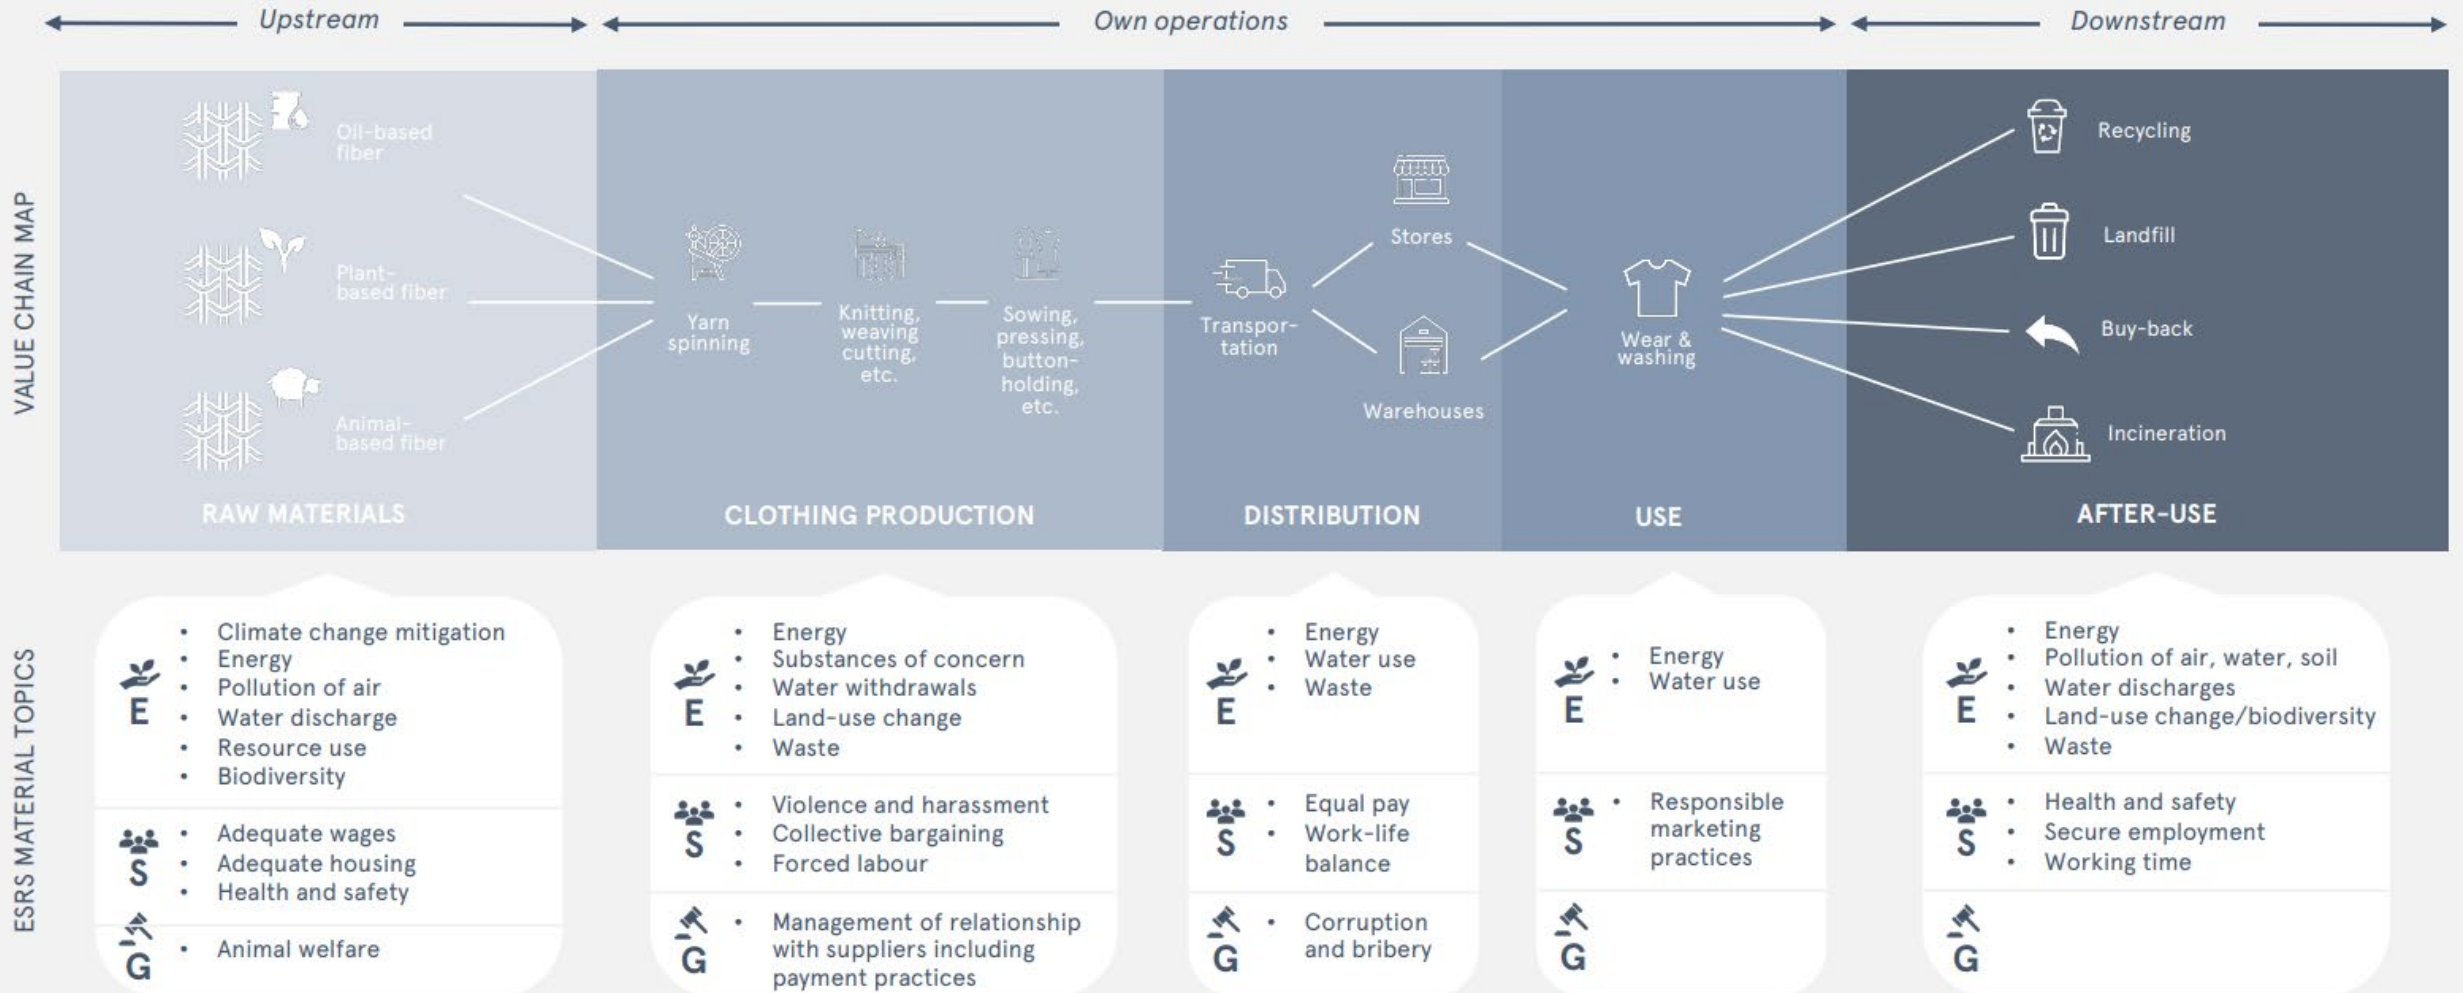 Upstream
Own operations
Downstream
VALUE CHAIN MAP
Oil-based
fiber
Plant-
based fiber
Animal-
based fiber
RAW MATERIALS
Yarn
spinning
Knitting,
weaving
cutting,
etc.
Sowing,
pressing,
button-
holding,
etc.
CLOTHING PRODUCTION
Transpor-
tation
Stores
Warehouses
DISTRIBUTION
Wear &
washing
USE
Recycling
Landfill
Buy-back
Incineration
AFTER-USE
ESRS MATERIAL TOPICS
E
• Climate change mitigation
• Energy
• Pollution of air
• Water discharge
• Resource use
• Biodiversity
S
• Adequate wages
• Adequate housing
• Health and safety
G
• Animal welfare
E
• Energy
• Substances of concern
• Water withdrawals
• Land-use change
• Waste
S
• Violence and harassment
• Collective bargaining
• Forced labour
G
• Management of relationship
with suppliers including
payment practices
E
• Energy
• Water use
• Waste
S
• Equal pay
• Work-life
balance
G
• Corruption
and bribery
E
• Energy
• Water use
S
• Responsible
marketing
practices
G
E
• Energy
• Pollution of air, water, soil
• Water discharges
• Land-use change/biodiversity
• Waste
S
• Health and safety
• Secure employment
• Working time
G